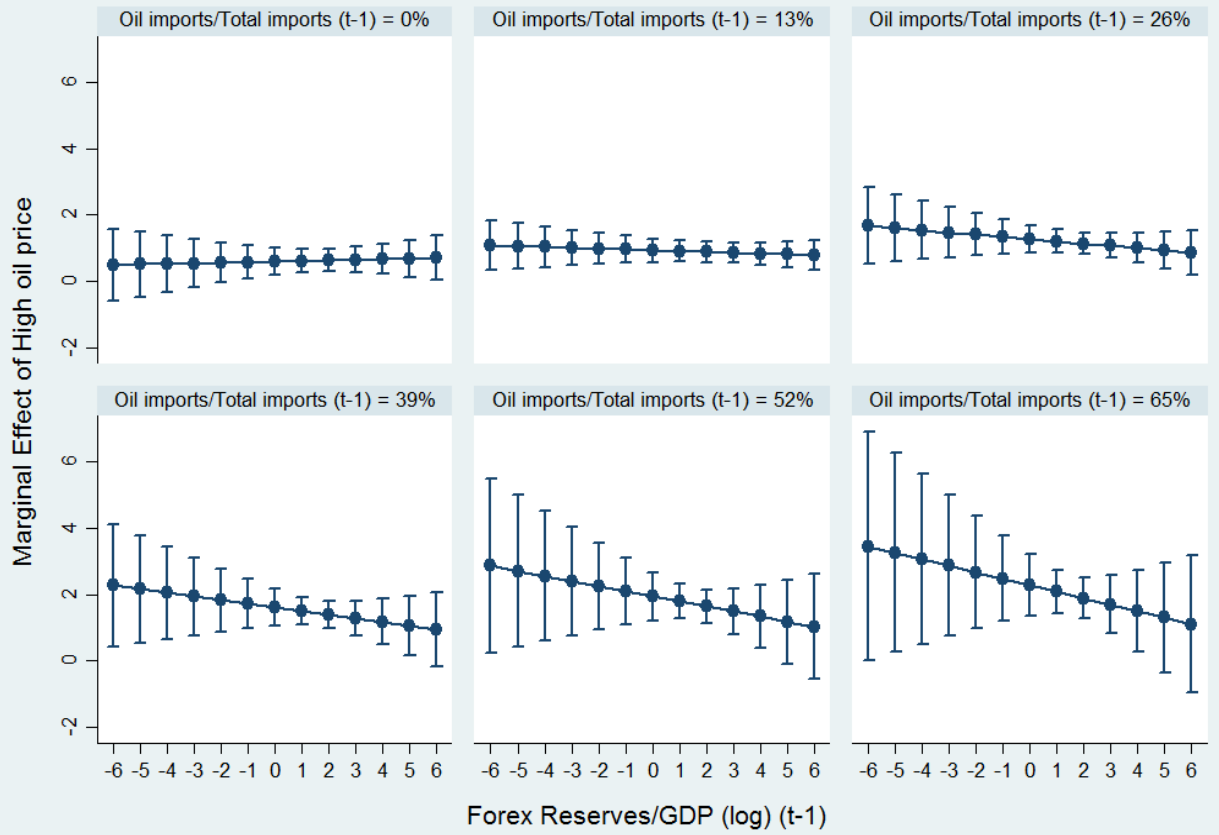 Oil imports/Total imports (t-1) = 0%
Oil imports/Total imports (t-1) = 13%
Oil imports/Total imports (t-1) = 26%
6
4
2
0
-2
Marginal Effect of High oil price
Oil imports/Total imports (t-1) = 39%
Oil imports/Total imports (t-1) = 52%
Oil imports/Total imports (t-1) = 65%
6
4
2
0
-2
-6 -5 -4 -3 -2 -1 0 1 2 3 4 5 6
-6 -5 -4 -3 -2 -1 0 1 2 3 4 5 6
-6 -5 -4 -3 -2 -1 0 1 2 3 4 5 6
Forex Reserves/GDP (log) (t-1)